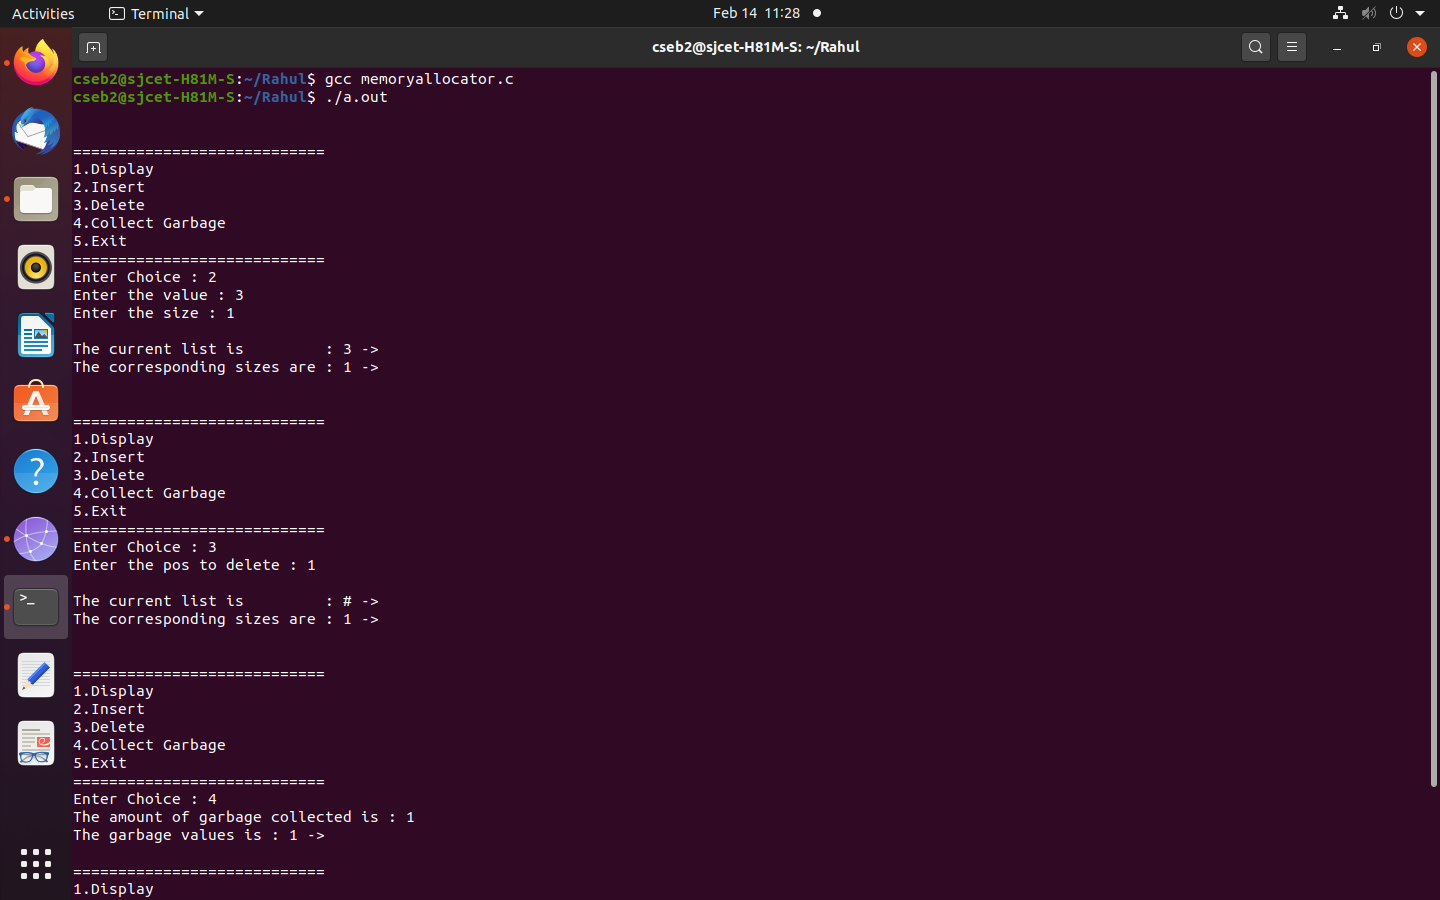 Activities Terminal Feb 14 11:28
cseb2@sjcet-H81M-S: ~/Rahul
cseb2@sjcet-H81M-S:~/Rahul$ gcc memoryallocator.c
cseb2@sjcet-H81M-S:~/Rahul$ ./a.out
============================
1.Display
2.Insert
3.Delete
4.Collect Garbage
5.Exit
============================
Enter Choice : 2
Enter the value : 3
Enter the size : 1
The current list is         : 3 ->
The corresponding sizes are : 1 ->
============================
1.Display
2.Insert
3.Delete
4.Collect Garbage
5.Exit
============================
Enter Choice : 3
Enter the pos to delete : 1
The current list is         : # ->
The corresponding sizes are : 1 ->
============================
1.Display
2.Insert
3.Delete
4.Collect Garbage
5.Exit
============================
Enter Choice : 4
The amount of garbage collected is : 1
The garbage values is : 1 ->
============================
1.Display